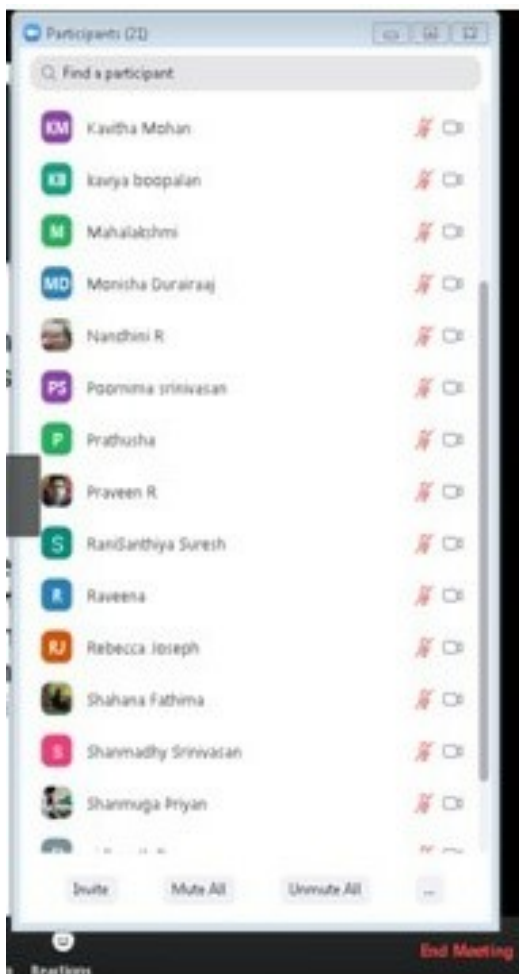 Participants (21)
Find a participant
KM Kavitha Mohan
KB kaviya boopalan
M Mahalakshmi
MD Monisha Durairaaj
Nandhini R
PS Poornima srinivasan
P Prathusha
Praveen R
S RaniSanthiya Suresh
R Raveena
RJ Rebecca Joseph
Shahana Fathima
S Shanmadhy Srinivasan
Shanmuga Priyan
Invite Mute All Unmute All ...
End Meeting
Reactions